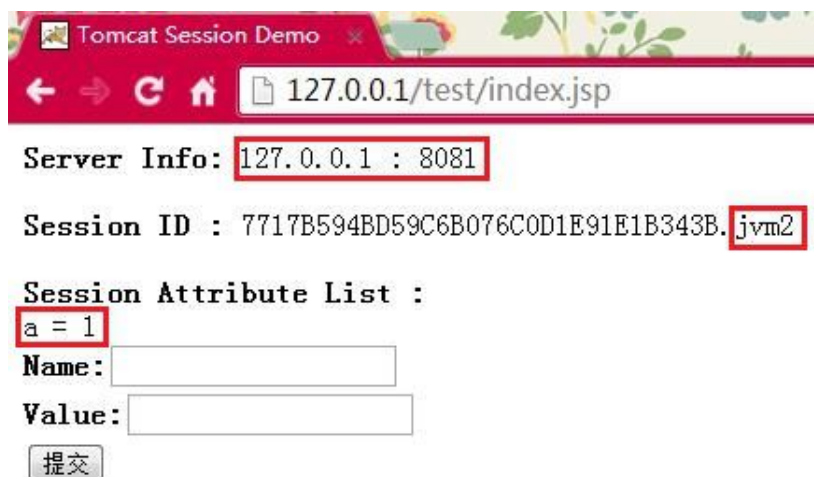 Tomcat Session Demo
127.0.0.1/test/index.jsp
Server Info: 127.0.0.1 : 8081
Session ID : 7717B594BD59C6B076C0D1E91E1B343B.jvm2
Session Attribute List :
a = 1
Name:
Value:
提交